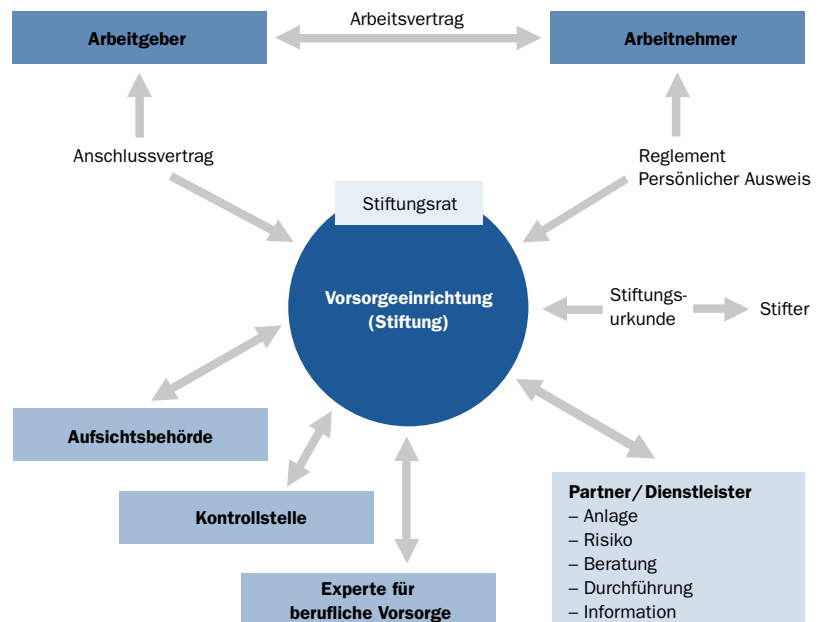 Arbeitsvertrag
Arbeitgeber
Arbeitnehmer
Anschlussvertrag
Reglement
Persönlicher Ausweis
Stiftungsrat
Vorsorgeeinrichtung
(Stiftung)
Stiftungs-
urkunde
Stifter
Aufsichtsbehörde
Kontrollstelle
Experte für
berufliche Vorsorge
Partner/Dienstleister
– Anlage
– Risiko
– Beratung
– Durchführung
– Information